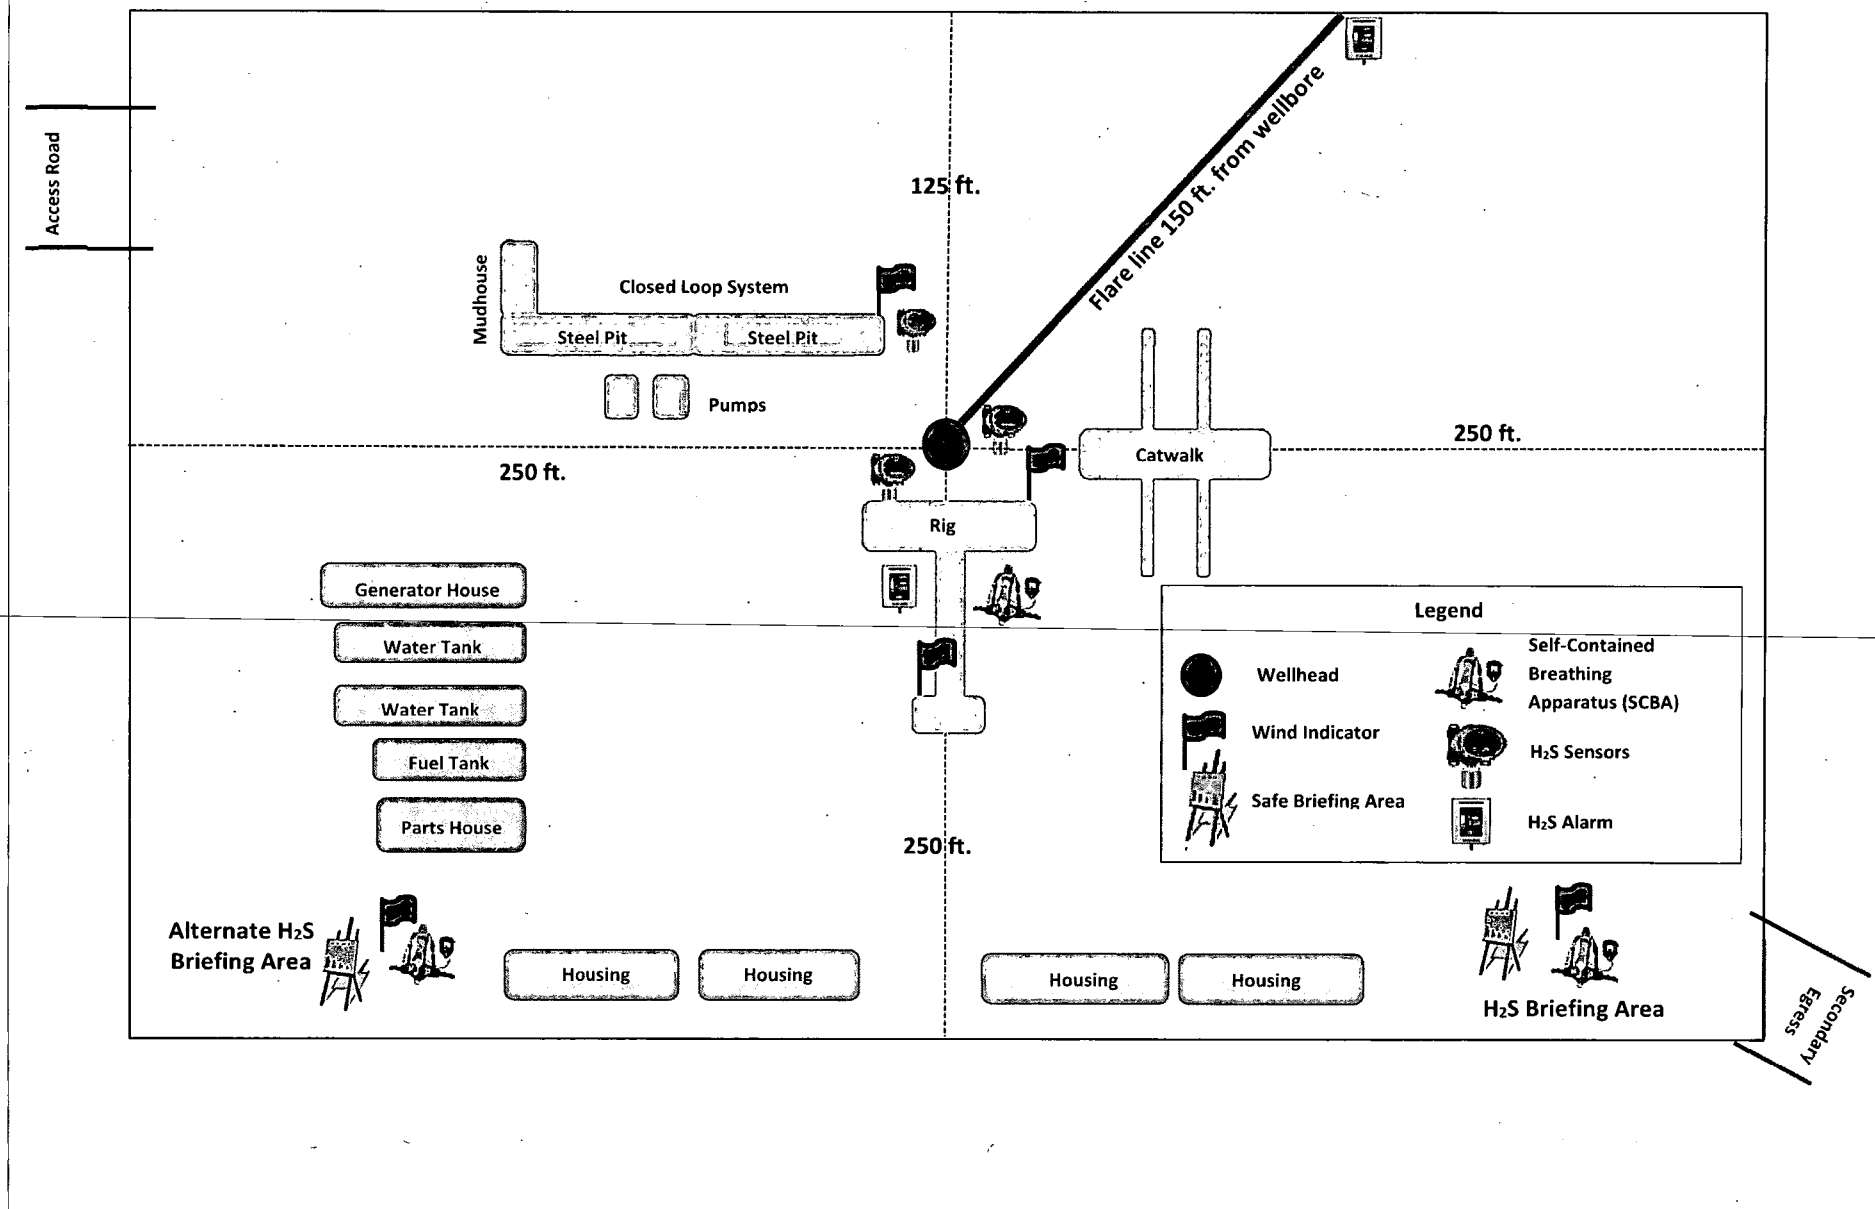 Access Road
125 ft.
Flare line 150 ft. from wellbore
Mudhouse
Closed Loop System
Steel Pit
Steel Pit
Pumps
250 ft.
250 ft.
Catwalk
Rig
Generator House
Water Tank
Water Tank
Fuel Tank
Parts House
250 ft.
Legend
Wellhead
Wind Indicator
Safe Briefing Area
Self-Contained
Breathing
Apparatus (SCBA)
H2S Sensors
H2S Alarm
Alternate H2S
Briefing Area
Housing
Housing
Housing
Housing
H2S Briefing Area
Secondary
Egress